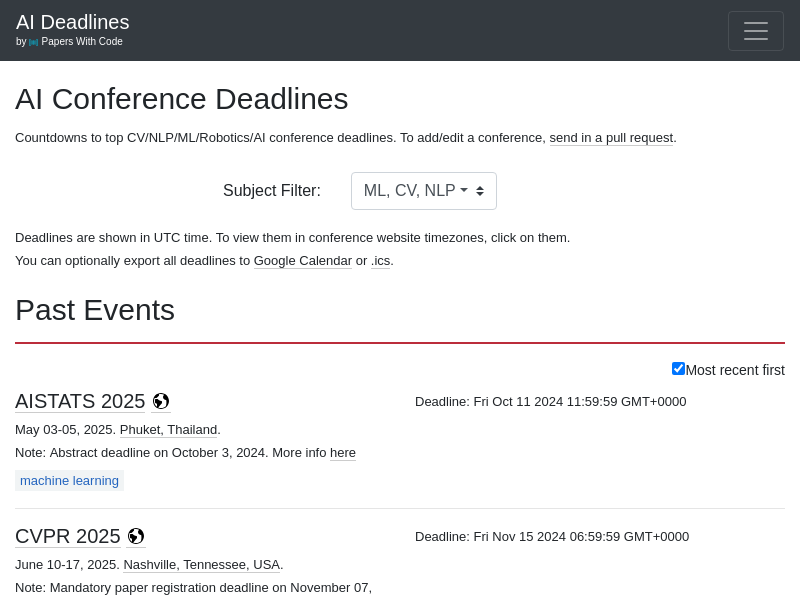 AI Deadlines
by Papers With Code
AI Conference Deadlines
Countdowns to top CV/NLP/ML/Robotics/AI conference deadlines. To add/edit a conference, send in a pull request.
Subject Filter: ML, CV, NLP
Deadlines are shown in UTC time. To view them in conference website timezones, click on them.
You can optionally export all deadlines to Google Calendar or .ics.
Past Events
Most recent first
AISTATS 2025
Deadline: Fri Oct 11 2024 11:59:59 GMT+0000
May 03-05, 2025. Phuket, Thailand.
Note: Abstract deadline on October 3, 2024. More info here
machine learning
CVPR 2025
Deadline: Fri Nov 15 2024 06:59:59 GMT+0000
June 10-17, 2025. Nashville, Tennessee, USA.
Note: Mandatory paper registration deadline on November 07,